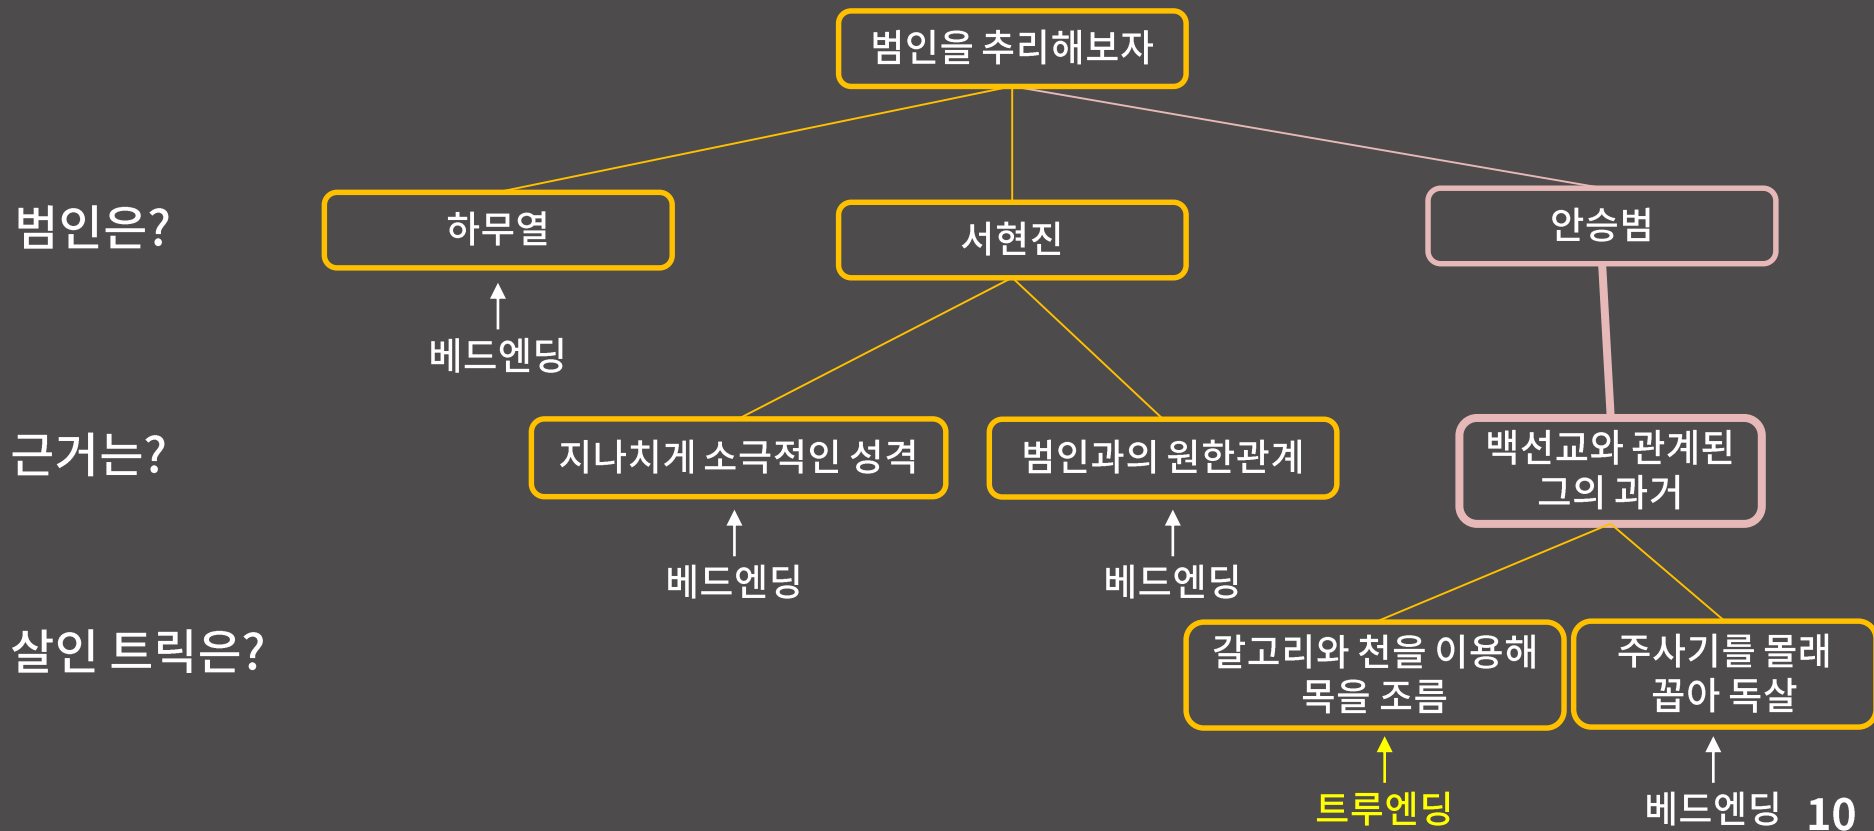 범인을 추리해보자
범인은?
하무열
서현진
안승범
베드엔딩
근거는?
지나치게 소극적인 성격
범인과의 원한관계
백선교와 관계된
그의 과거
베드엔딩
베드엔딩
살인 트릭은?
갈고리와 천을 이용해
목을 조름
주사기를 몰래
꼽아 독살
트루엔딩
베드엔딩
10